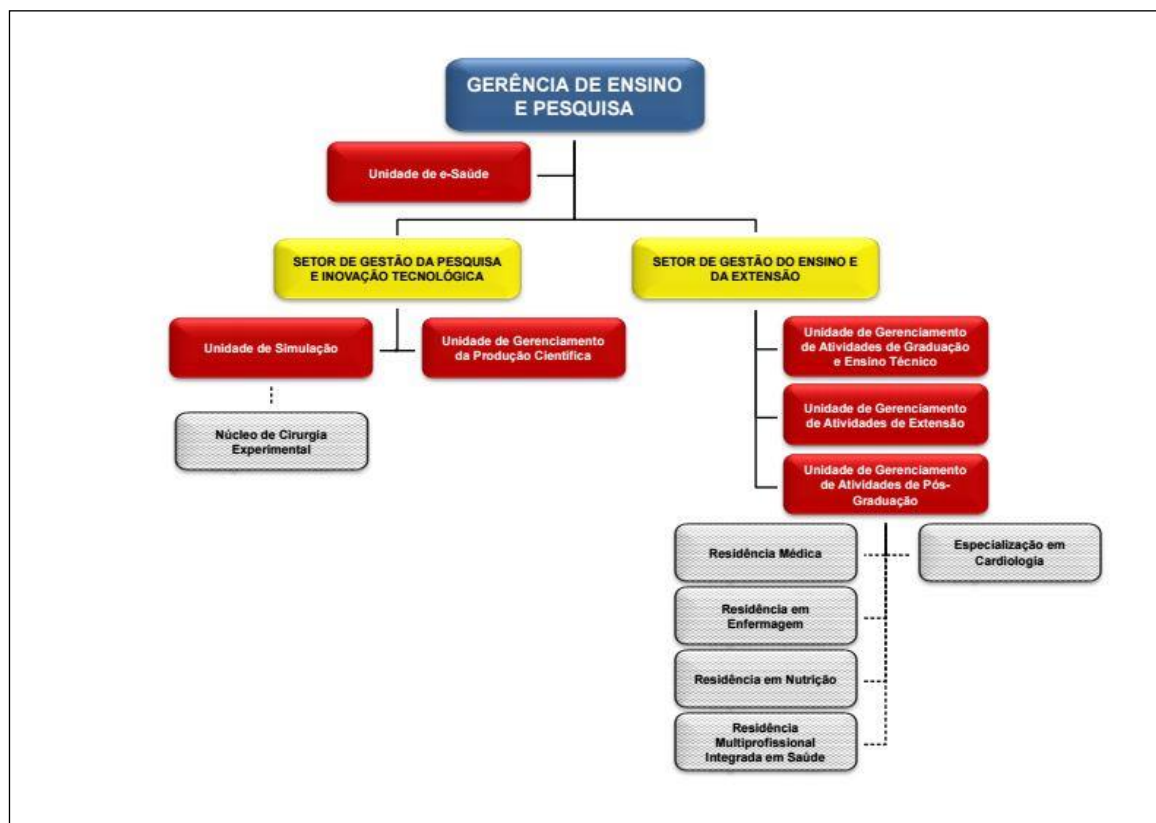 GERÊNCIA DE ENSINO
E PESQUISA
Unidade de e-Saúde
SETOR DE GESTÃO DA PESQUISA
E INOVAÇÃO TECNOLÓGICA
SETOR DE GESTÃO DO ENSINO E
DA EXTENSÃO
Unidade de Simulação
Unidade de Gerenciamento
da Produção Científica
Núcleo de Cirurgia
Experimental
Unidade de Gerenciamento
de Atividades de Graduação
e Ensino Técnico
Unidade de Gerenciamento
de Atividades de Extensão
Unidade de Gerenciamento
de Atividades de Pós-
Graduação
Residência Médica
Especialização em
Cardiologia
Residência em
Enfermagem
Residência em Nutrição
Residência
Multiprofissional
Integrada em Saúde